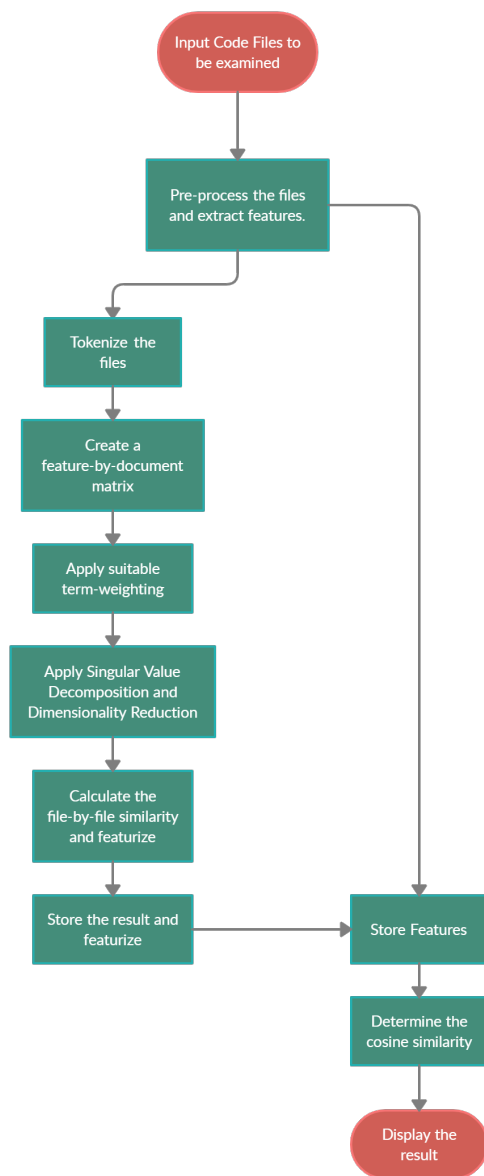 Input Code Files to
be examined
Pre-process the files
and extract features.
Tokenize the
files
Create a
feature-by-document
matrix
Apply suitable
term-weighting
Apply Singular Value
Decomposition and
Dimensionality Reduction
Calculate the
file-by-file similarity
and featurize
Store the result and
featurize
Store Features
Determine the
cosine similarity
Display the
result